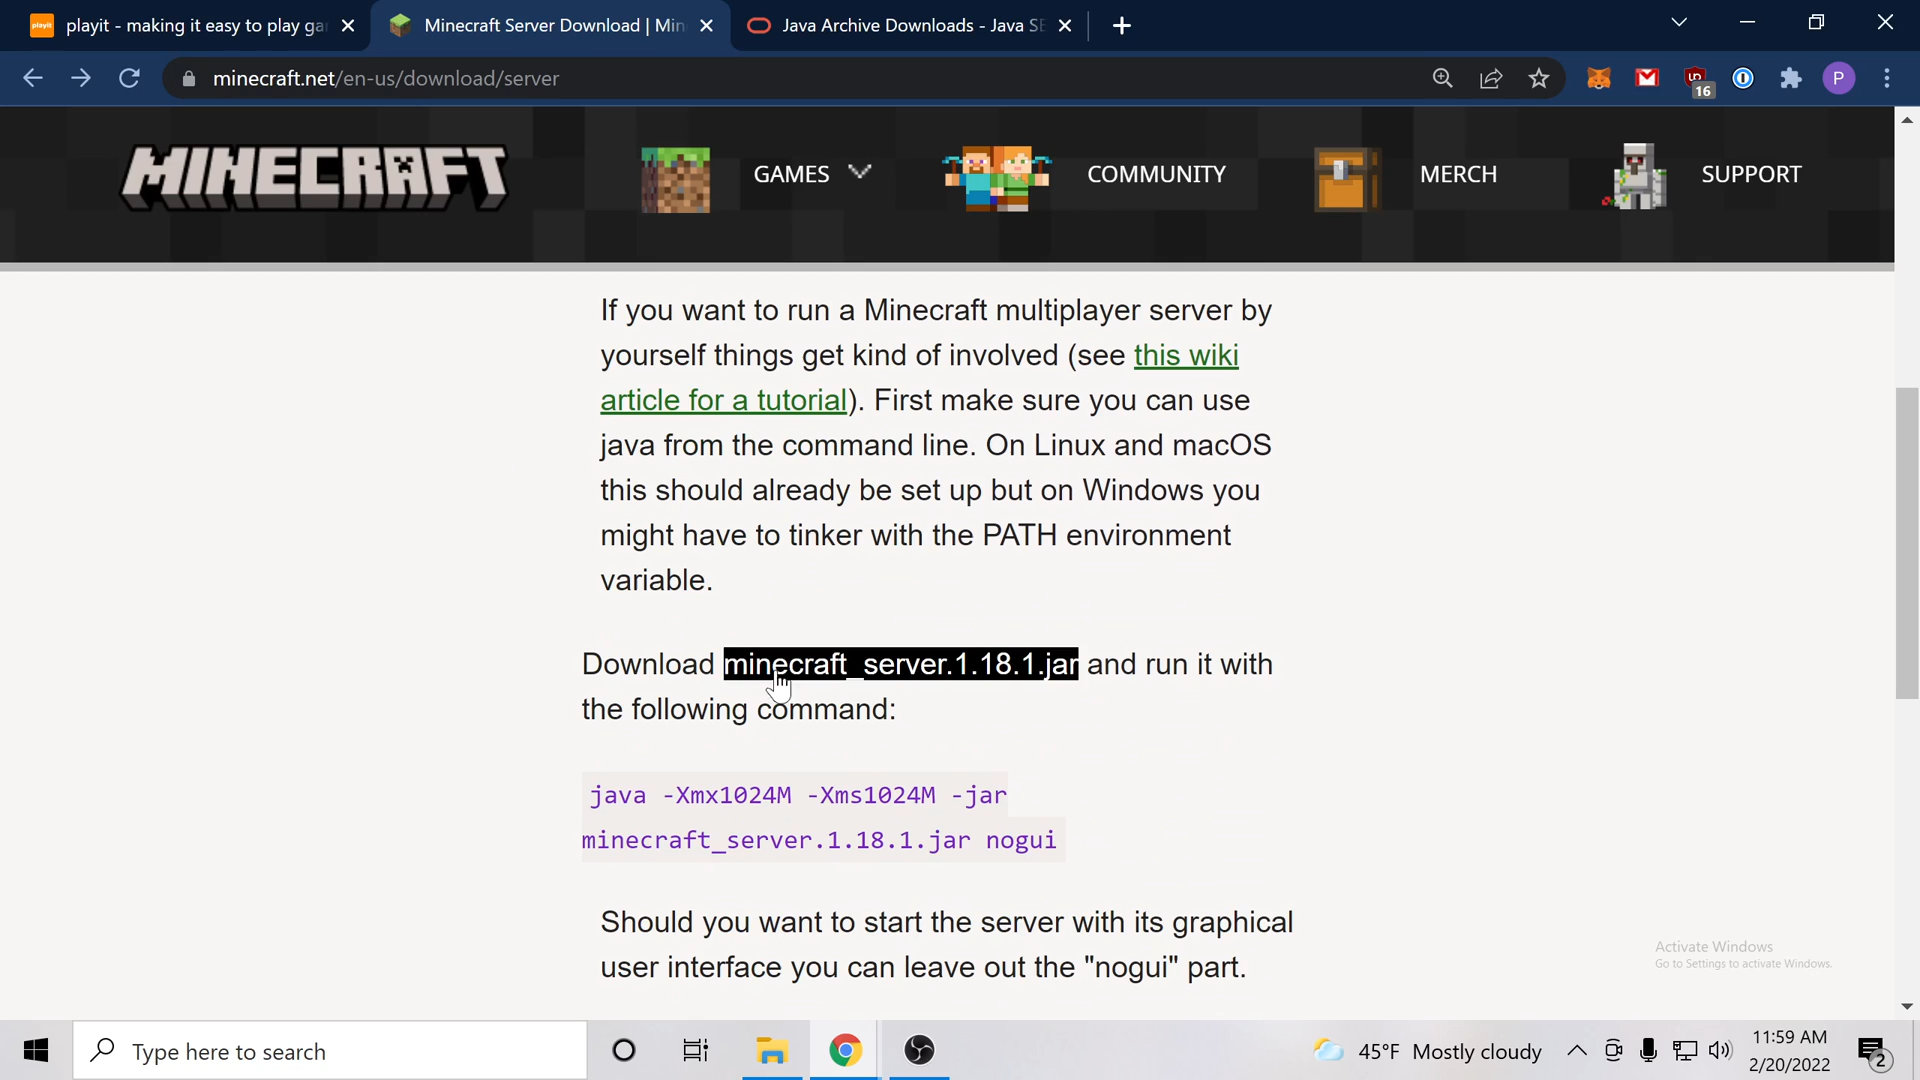 playit
playit - making it easy to play ga
Minecraft Server Download | Min
Java Archive Downloads - Java SE
minecraft.net/en-us/download/server
16
P
MINECRAFT
GAMES
COMMUNITY
MERCH
SUPPORT
If you want to run a Minecraft multiplayer server by
yourself things get kind of involved (see this wiki
article for a tutorial). First make sure you can use
java from the command line. On Linux and macOS
this should already be set up but on Windows you
might have to tinker with the PATH environment
variable.
Download minecraft_server.1.18.1.jar and run it with
the following command:
java -Xmx1024M -Xms1024M -jar
minecraft_server.1.18.1.jar nogui
Should you want to start the server with its graphical
user interface you can leave out the "nogui" part.
Activate Windows
Go to Settings to activate Windows.
Type here to search
45°F Mostly cloudy
11:59 AM
2/20/2022
2